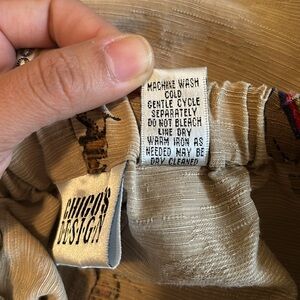 MACHINE WASH
COLD
GENTLE CYCLE
SEPARATELY
DO NOT BLEACH
LINE DRY
WARM IRON AS
NEEDED MAY BE
DRY CLEANED
CHICO'S
DESIGN